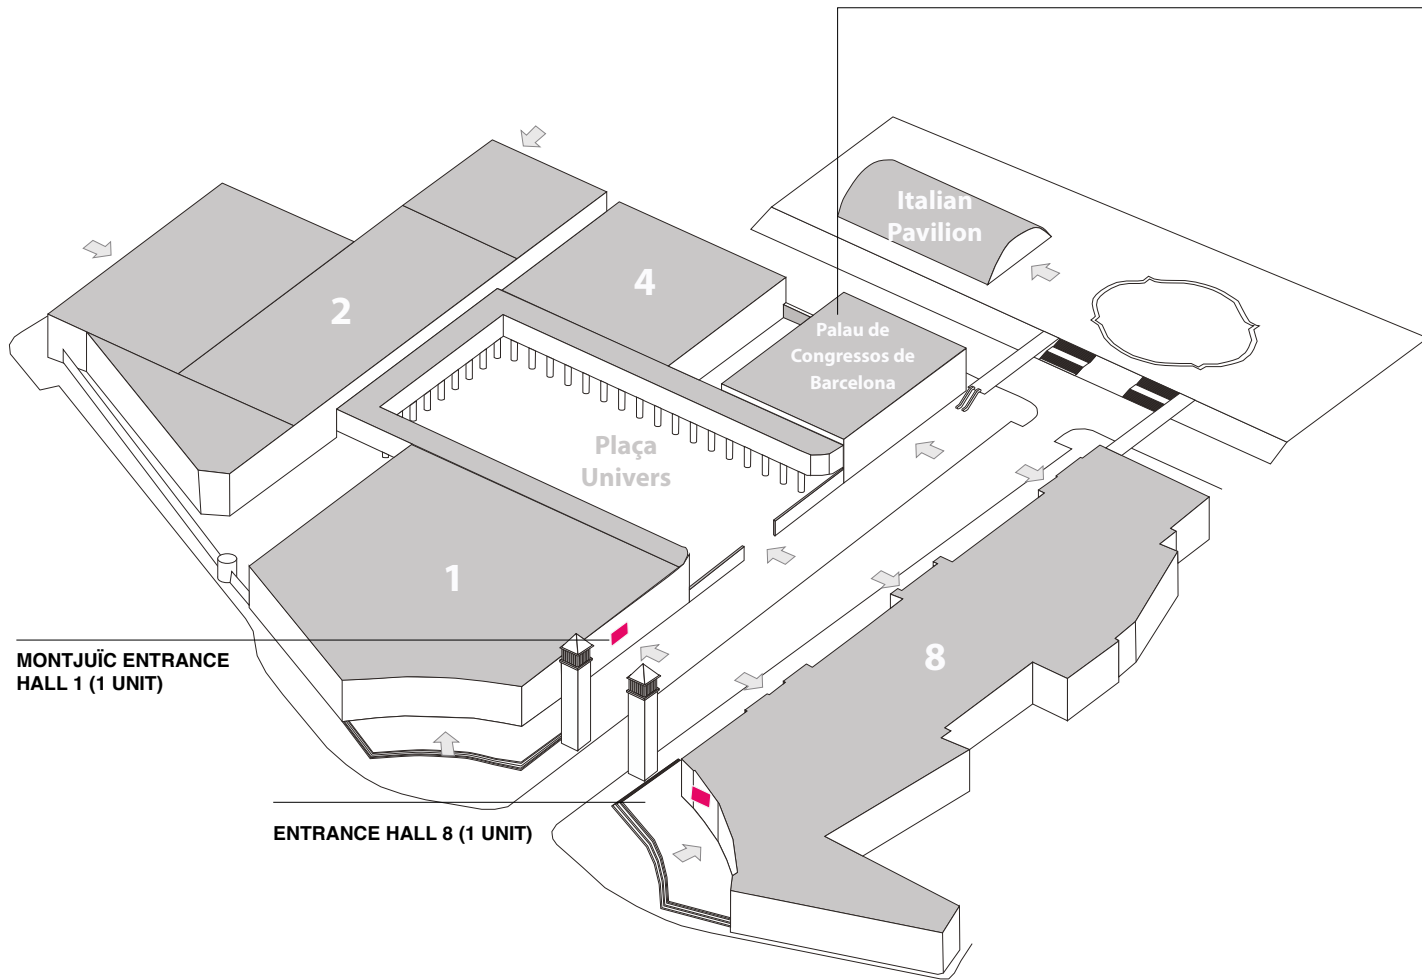 Italian
Pavilion
4
2
Palau de
Congressos de
Barcelona
Plaça
Univers
1
8
MONTJUÏC ENTRANCE
HALL 1 (1 UNIT)
ENTRANCE HALL 8 (1 UNIT)